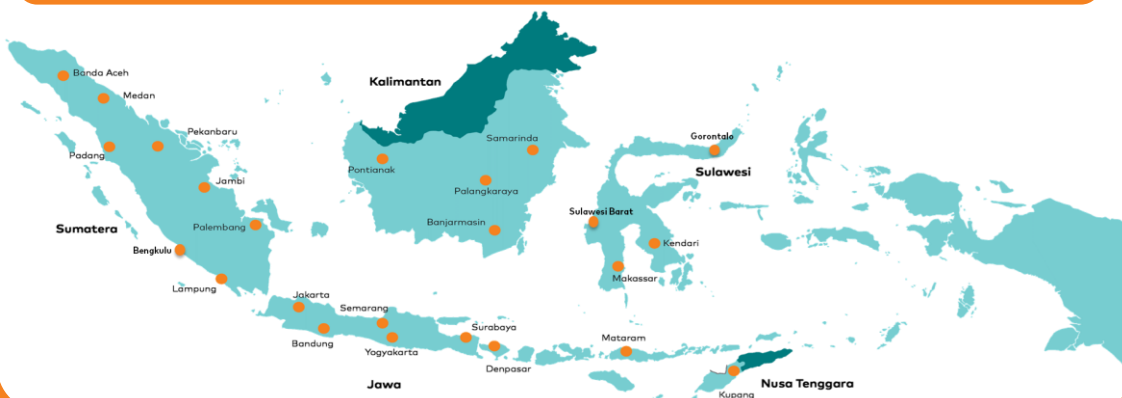 Banda Aceh
Medan
Pekanbaru
Padang
Jambi
Palembang
Sumatera
Bengkulu
Lampung
Kalimantan
Samarinda
Pontianak
Palangkaraya
Banjarmasin
Gorontalo
Sulawesi
Sulawesi Barat
Kendari
Makassar
Jakarta
Semarang
Surabaya
Bandung
Yogyakarta
Denpasar
Jawa
Mataram
Nusa Tenggara
Kupang